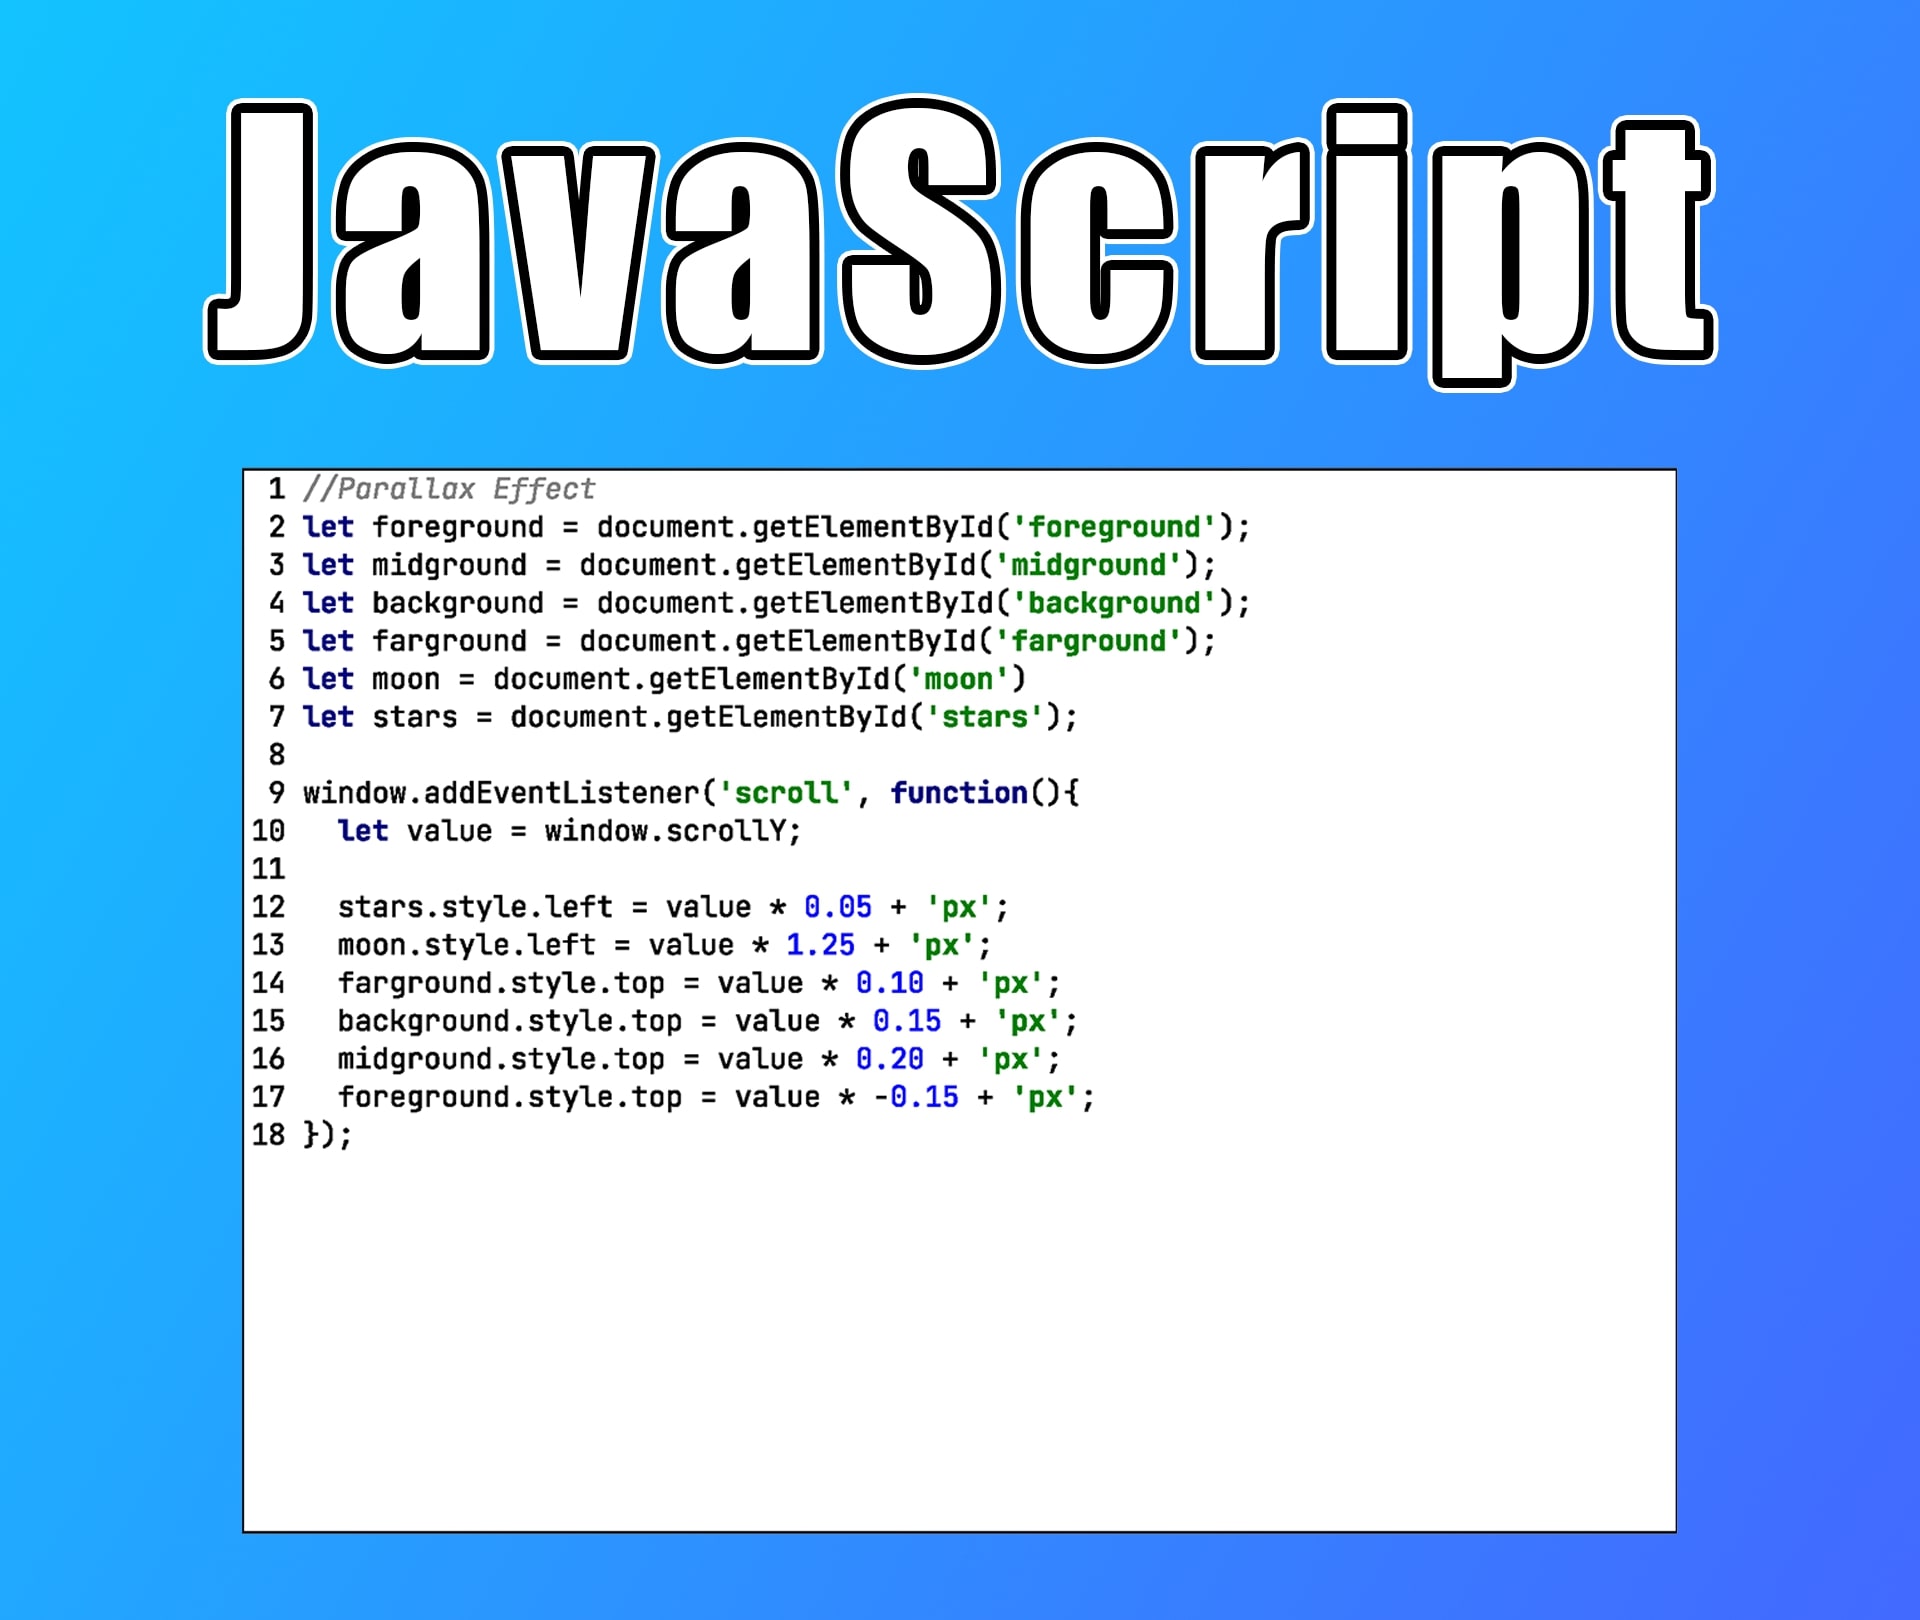 JavaScript
1 //Parallax Effect
2 let foreground = document.getElementById('foreground');
3 let midground = document.getElementById('midground');
4 let background = document.getElementById('background');
5 let farground = document.getElementById('farground');
6 let moon = document.getElementById('moon')
7 let stars = document.getElementById('stars');
8
9 window.addEventListener('scroll', function(){
10   let value = window.scrollY;
11
12   stars.style.left = value * 0.05 + 'px';
13   moon.style.left = value * 1.25 + 'px';
14   farground.style.top = value * 0.10 + 'px';
15   background.style.top = value * 0.15 + 'px';
16   midground.style.top = value * 0.20 + 'px';
17   foreground.style.top = value * -0.15 + 'px';
18 });